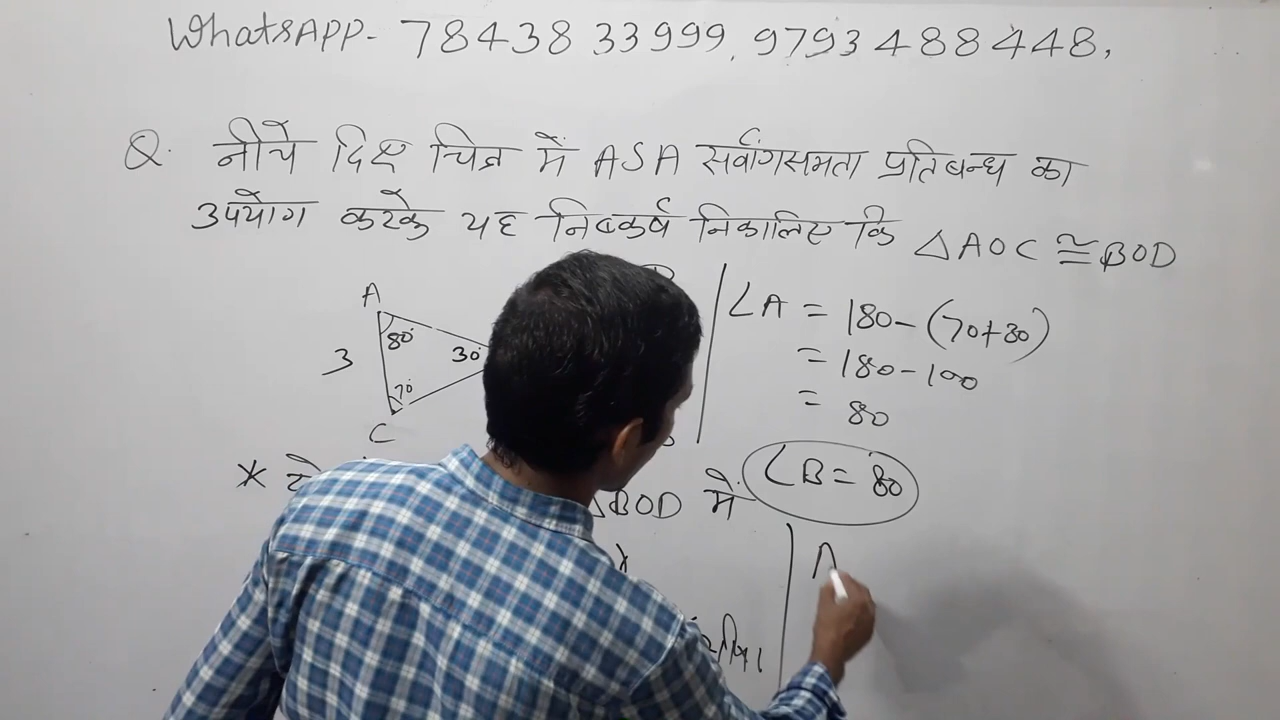 WhatsAPP - 78438 33999, 9793 488 448,
Q. नीचे दिए चित्र में ASA सर्वांगसमता प्रतिबन्ध का
उपयोग करके यह निष्कर्ष निकालिए कि △AOC ≅ BOD
A
80°
30°
3
70°
C
∠A = 180 - (70+30)
= 180 - 100
= 80
∠B = 80
*
△BOD में